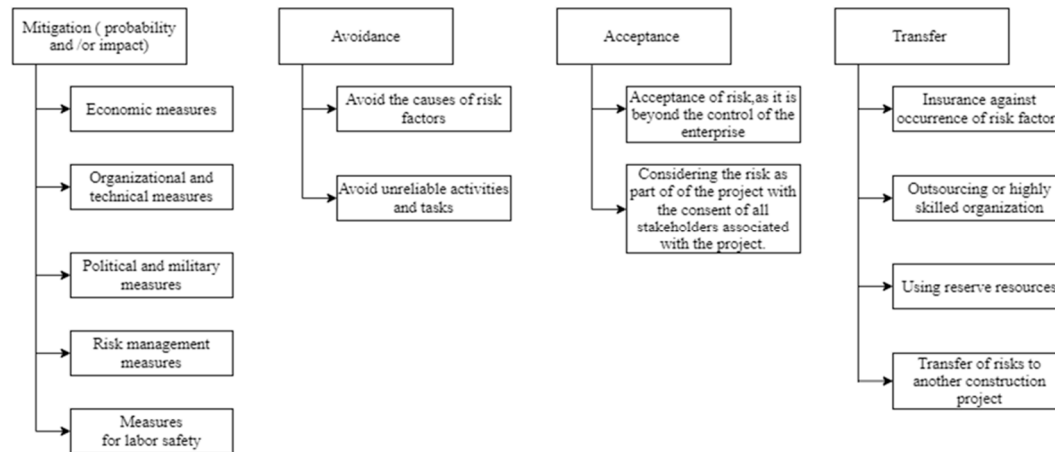 Mitigation ( probability
and /or impact)
Economic measures
Organizational and
technical measures
Political and military
measures
Risk management
measures
Measures
for labor safety
Avoidance
Avoid the causes of risk
factors
Avoid unreliable activities
and tasks
Acceptance
Acceptance of risk,as it is
beyond the control of the
enterprise
Considering the risk as
part of of the project with
the consent of all
stakeholders associated
with the project.
Transfer
Insurance against
occurrence of risk factor
Outsourcing or highly
skilled organization
Using reserve resources
Transfer of risks to
another construction
project